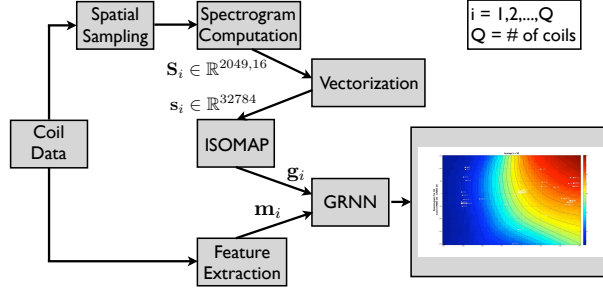 Spatial
Sampling
Spectrogram
Computation
i = 1,2,...,Q
Q = # of coils
S_i ∈ ℝ^{2049,16}
Vectorization
s_i ∈ ℝ^{32784}
Coil
Data
ISOMAP
g_i
GRNN
m_i
Feature
Extraction